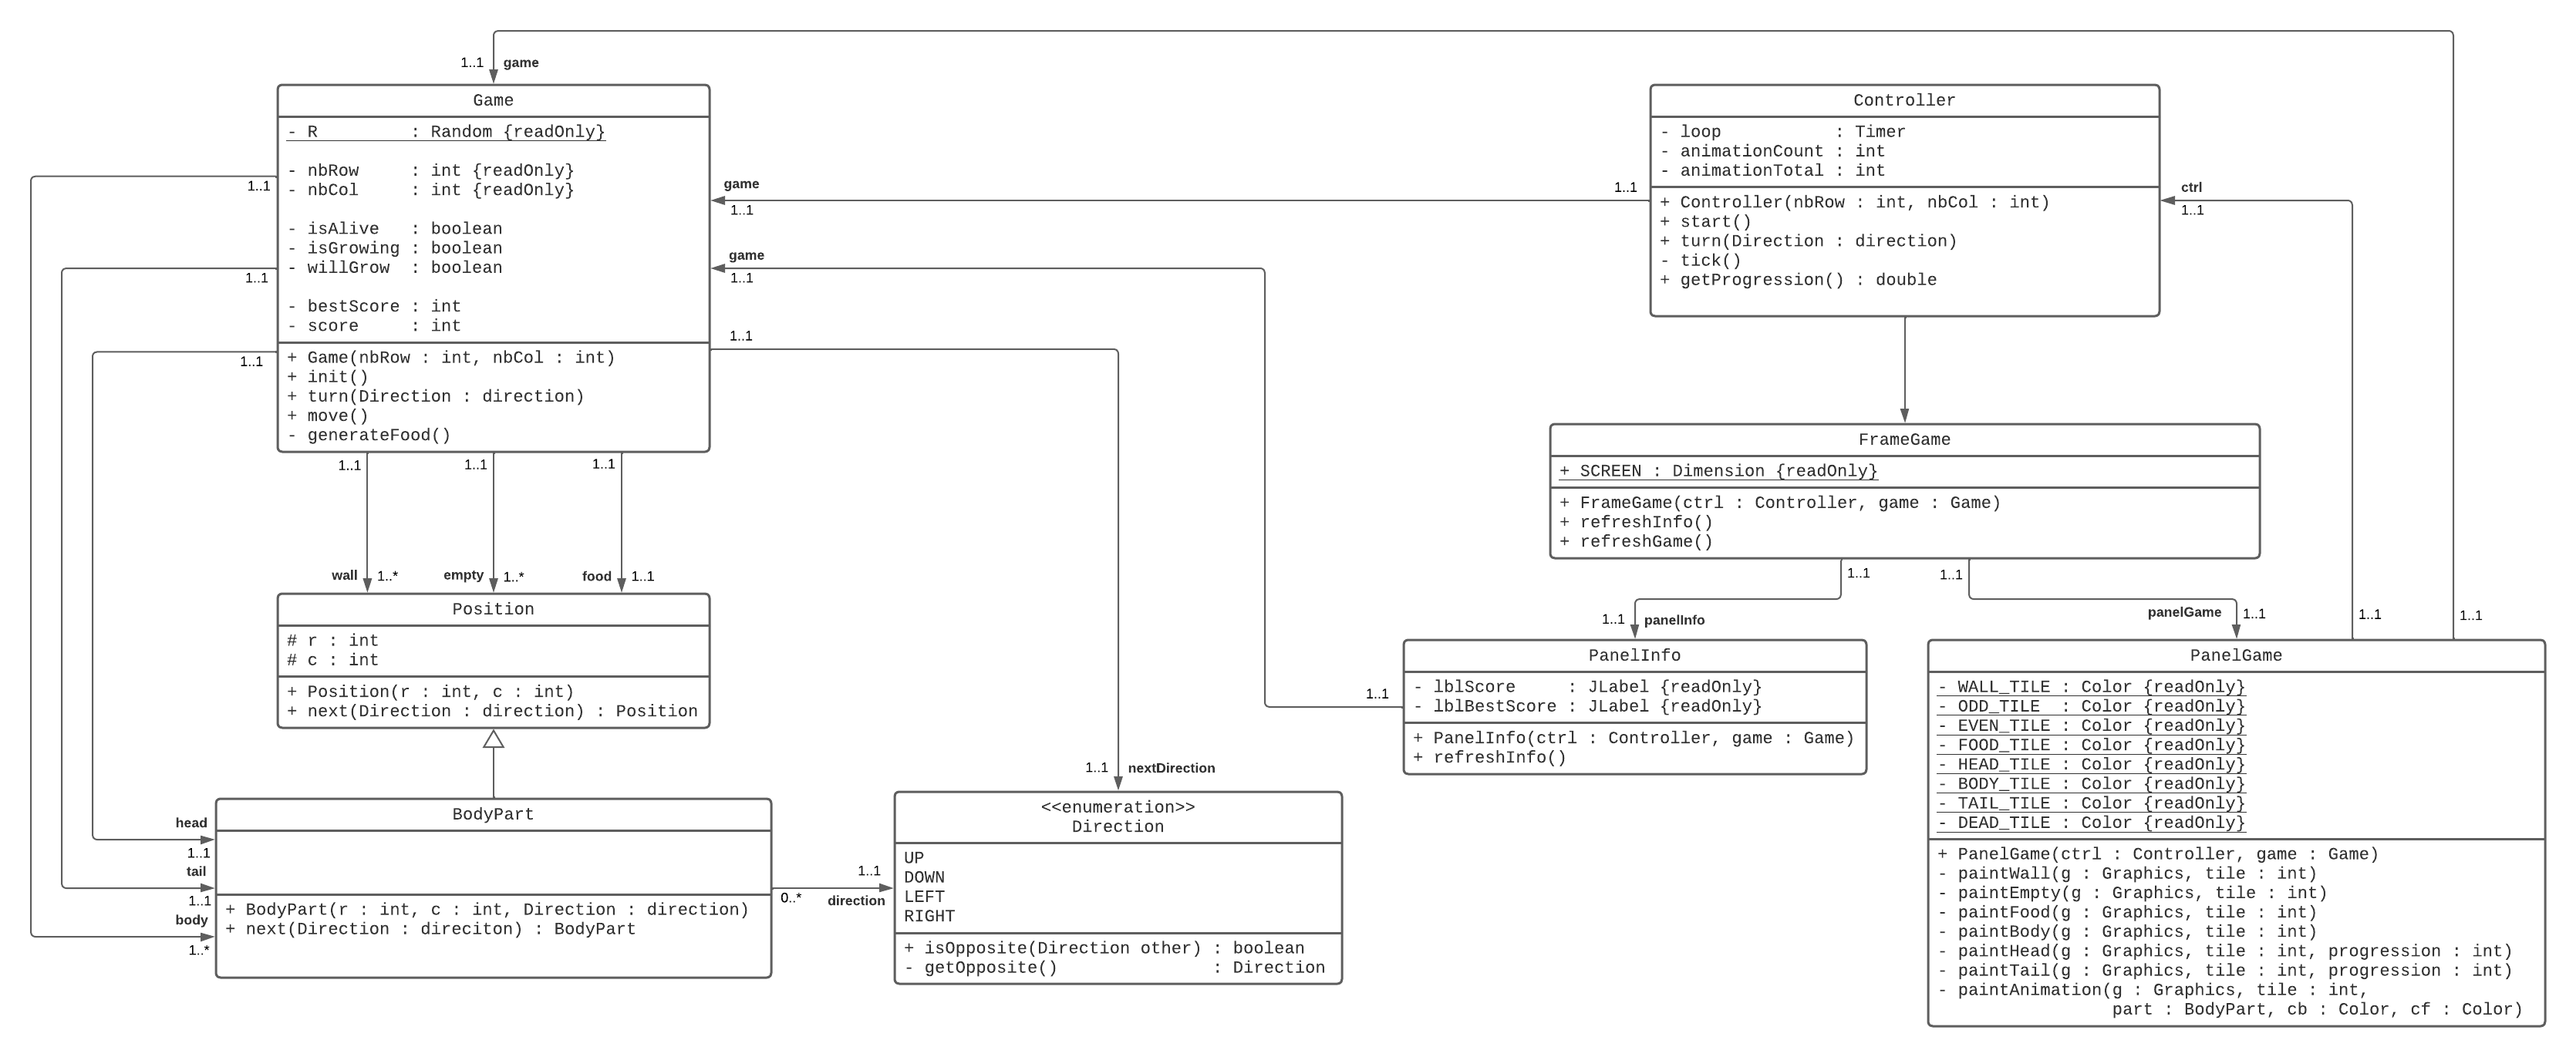 1..1 game
Game
- R : Random {readOnly}
- nbRow : int {readOnly}
- nbCol : int {readOnly}
- isAlive : boolean
- isGrowing : boolean
- willGrow : boolean
- bestScore : int
- score : int
+ Game(nbRow : int, nbCol : int)
+ init()
+ turn(Direction : direction)
+ move()
- generateFood()
1..1
1..1
1..1
game
1..1
1..1
game
1..1
1..1
Controller
- loop : Timer
- animationCount : int
- animationTotal : int
+ Controller(nbRow : int, nbCol : int)
+ start()
+ turn(Direction : direction)
- tick()
+ getProgression() : double
ctrl
1..1
FrameGame
+ SCREEN : Dimension {readOnly}
+ FrameGame(ctrl : Controller, game : Game)
+ refreshInfo()
+ refreshGame()
1..1 1..1 1..1
wall 1..* empty 1..* food 1..1
Position
# r : int
# c : int
+ Position(r : int, c : int)
+ next(Direction : direction) : Position
1..1 1..1
1..1 panelInfo
panelGame 1..1
1..1 1..1
PanelInfo
- lblScore : JLabel {readOnly}
- lblBestScore : JLabel {readOnly}
+ PanelInfo(ctrl : Controller, game : Game)
+ refreshInfo()
1..1
PanelGame
- WALL_TILE : Color {readOnly}
- ODD_TILE : Color {readOnly}
- EVEN_TILE : Color {readOnly}
- FOOD_TILE : Color {readOnly}
- HEAD_TILE : Color {readOnly}
- BODY_TILE : Color {readOnly}
- TAIL_TILE : Color {readOnly}
- DEAD_TILE : Color {readOnly}
+ PanelGame(ctrl : Controller, game : Game)
- paintWall(g : Graphics, tile : int)
- paintEmpty(g : Graphics, tile : int)
- paintFood(g : Graphics, tile : int)
- paintBody(g : Graphics, tile : int)
- paintHead(g : Graphics, tile : int, progression : int)
- paintTail(g : Graphics, tile : int, progression : int)
- paintAnimation(g : Graphics, tile : int,
part : BodyPart, cb : Color, cf : Color)
head
1..1
tail
1..1
body
1..*
BodyPart
+ BodyPart(r : int, c : int, Direction : direction)
+ next(Direction : direciton) : BodyPart
0..*
1..1
direction
1..1 nextDirection
<<enumeration>>
Direction
UP
DOWN
LEFT
RIGHT
+ isOpposite(Direction other) : boolean
- getOpposite() : Direction